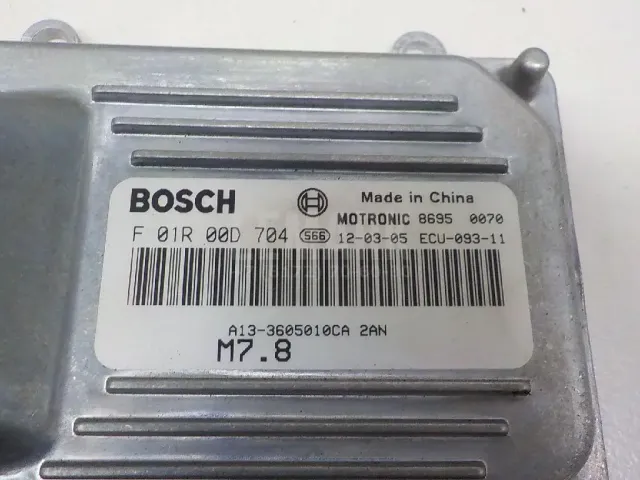 BOSCH Made in China
MOTRONIC 8695 0070
F 01R 00D 704 S66 12-03-05 ECU-093-11
A13-3605010CA 2AN
M7.8